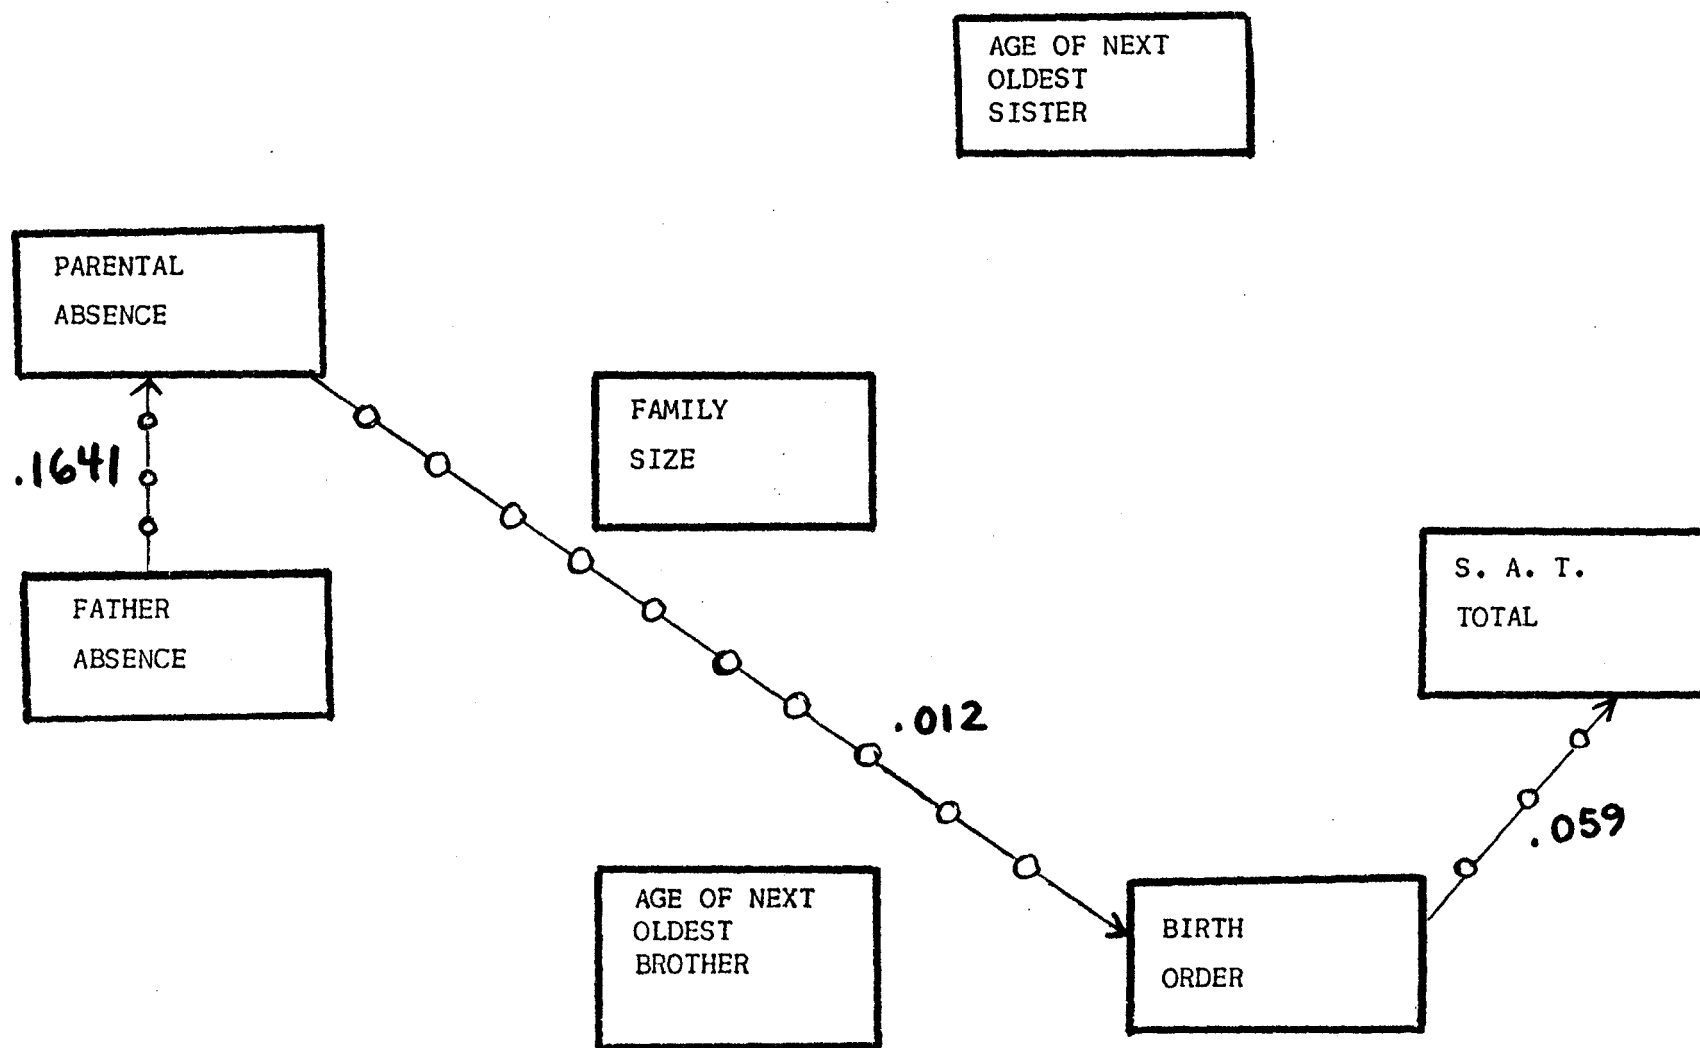 AGE OF NEXT
OLDEST
SISTER
PARENTAL
ABSENCE
FAMILY
SIZE
.1641
S. A. T.
TOTAL
FATHER
ABSENCE
.012
.059
AGE OF NEXT
OLDEST
BROTHER
BIRTH
ORDER